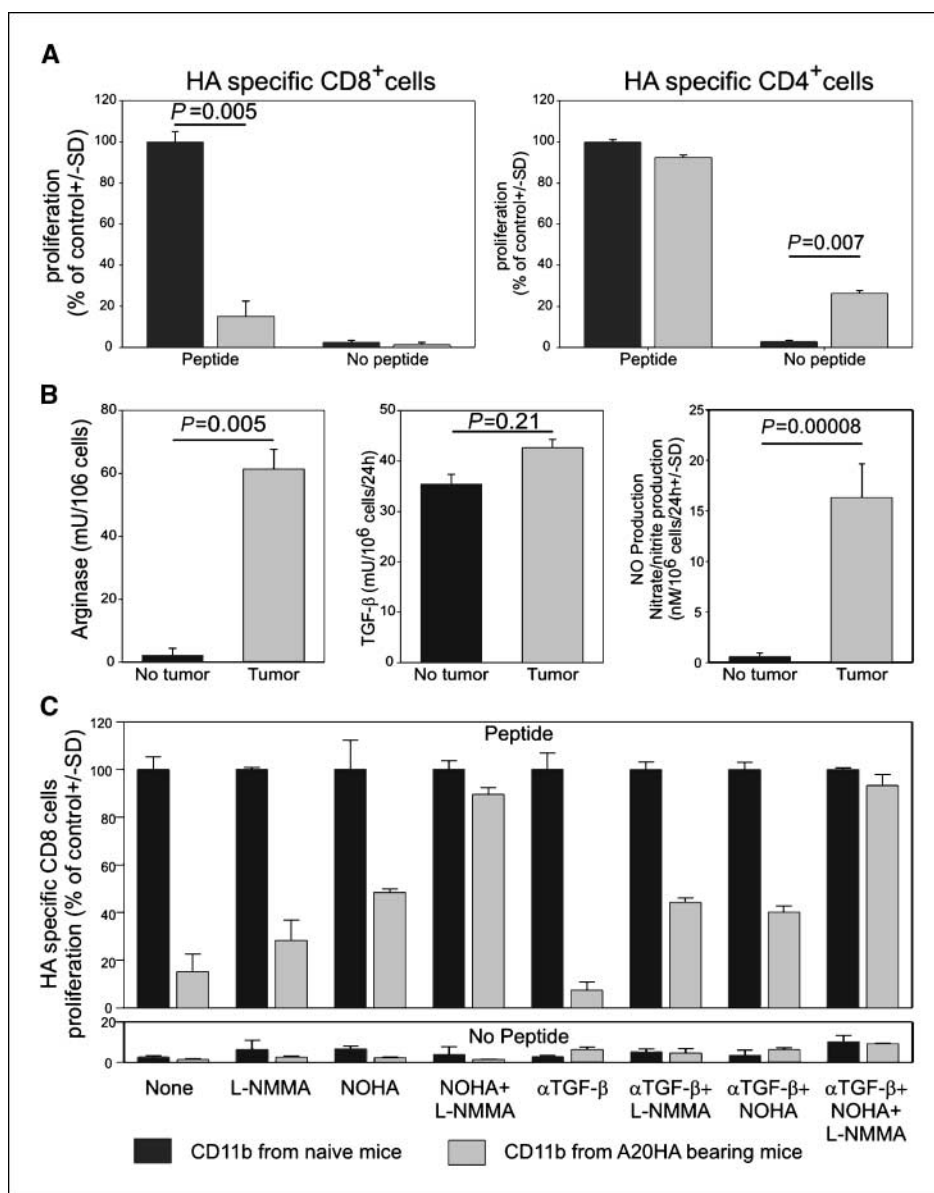 A
HA specific CD8+ cells
HA specific CD4+ cells
proliferation
(% of control+/-SD)
120
100
80
60
40
20
0
P=0.005
Peptide
No peptide
proliferation
(% of control+/-SD)
120
100
80
60
40
20
0
P=0.007
Peptide
No peptide
B
Arginase (mU/106 cells)
80
60
40
20
0
P=0.005
No tumor
Tumor
TGF-β (mU/10⁶ cells/24h)
50
40
30
20
10
0
P=0.21
No tumor
Tumor
NO Production
Nitrate/nitrite production
(nM/10⁶ cells/24h+/-SD)
25
20
15
10
5
0
P=0.00008
No tumor
Tumor
C
HA specific CD8 cells
proliferation (% of control+/-SD)
120
100
80
60
40
20
0
Peptide
20
0
No Peptide
None
L-NMMA
NOHA
NOHA+
L-NMMA
αTGF-β
αTGF-β+
L-NMMA
αTGF-β+
NOHA
αTGF-β+
NOHA+
L-NMMA
CD11b from naive mice
CD11b from A20HA bearing mice